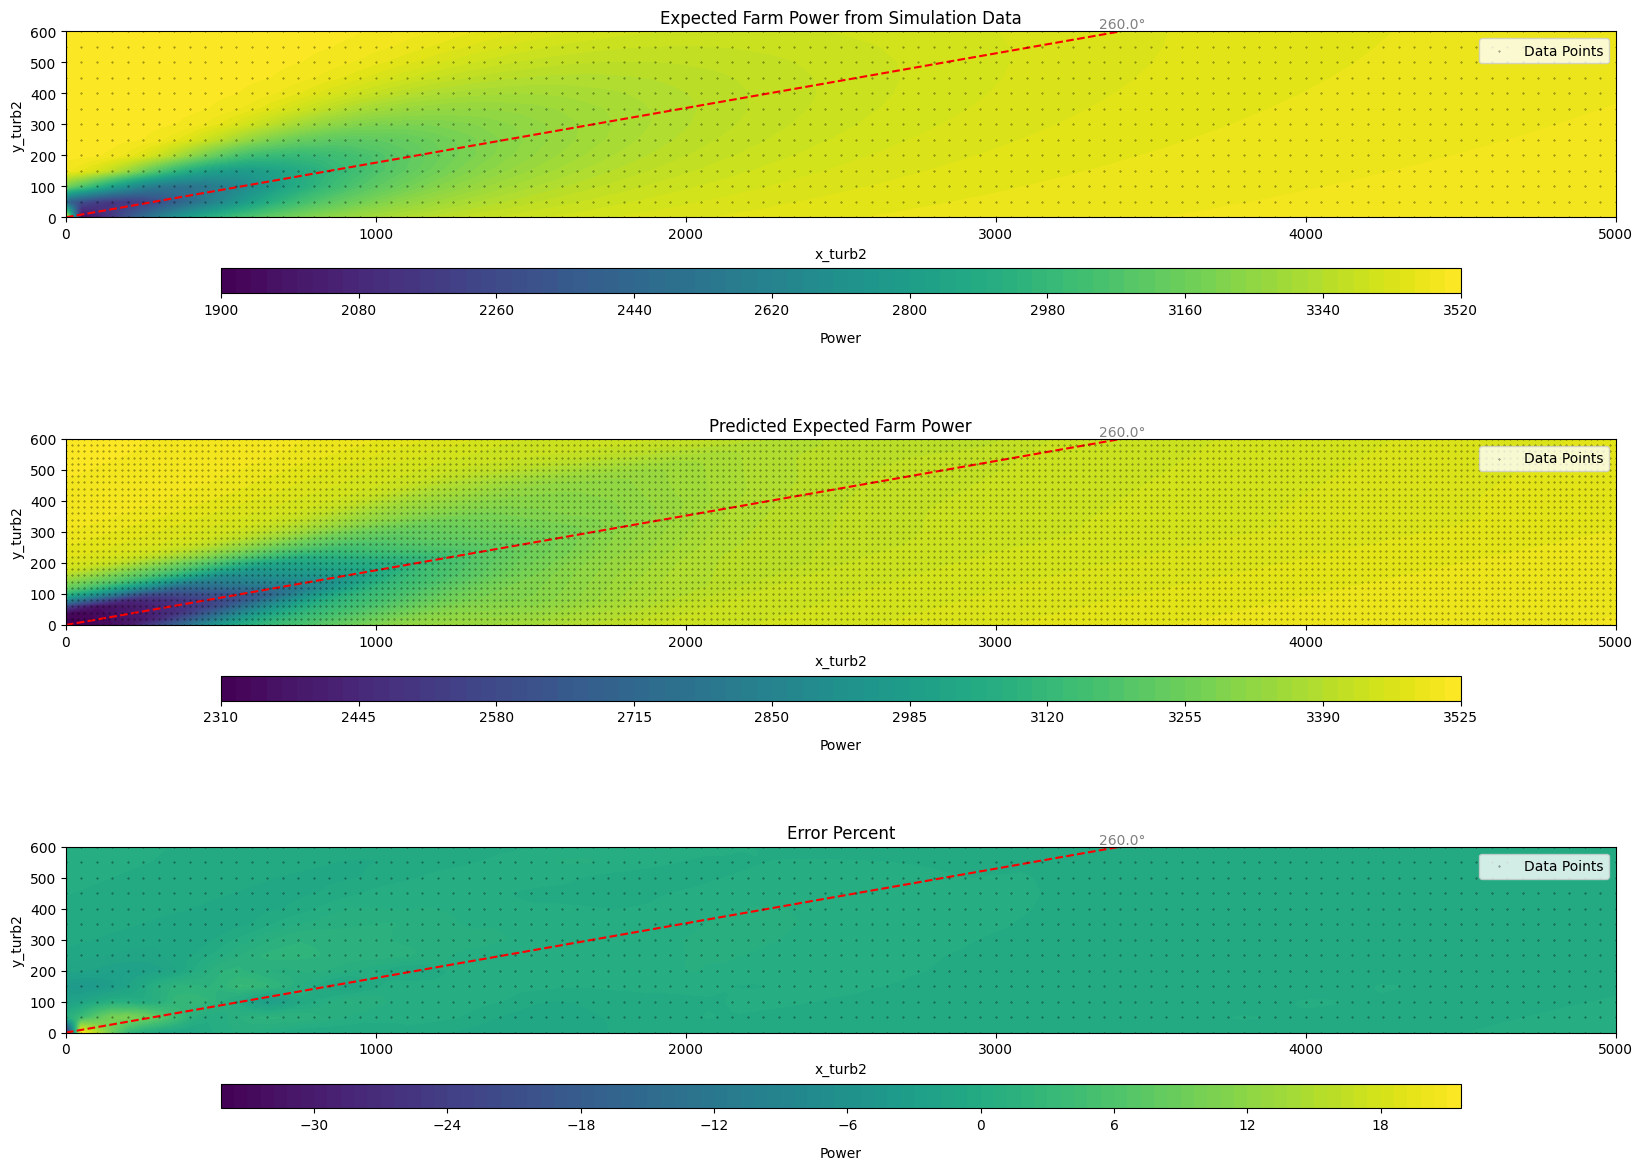 Expected Farm Power from Simulation Data
260.0°
Data Points
y_turb2
600
500
400
300
200
100
0
0 1000 2000 3000 4000 5000
x_turb2
1900 2080 2260 2440 2620 2800 2980 3160 3340 3520
Power
Predicted Expected Farm Power
260.0°
Data Points
y_turb2
600
500
400
300
200
100
0
0 1000 2000 3000 4000 5000
x_turb2
2310 2445 2580 2715 2850 2985 3120 3255 3390 3525
Power
Error Percent
260.0°
Data Points
y_turb2
600
500
400
300
200
100
0
0 1000 2000 3000 4000 5000
x_turb2
−30 −24 −18 −12 −6 0 6 12 18
Power